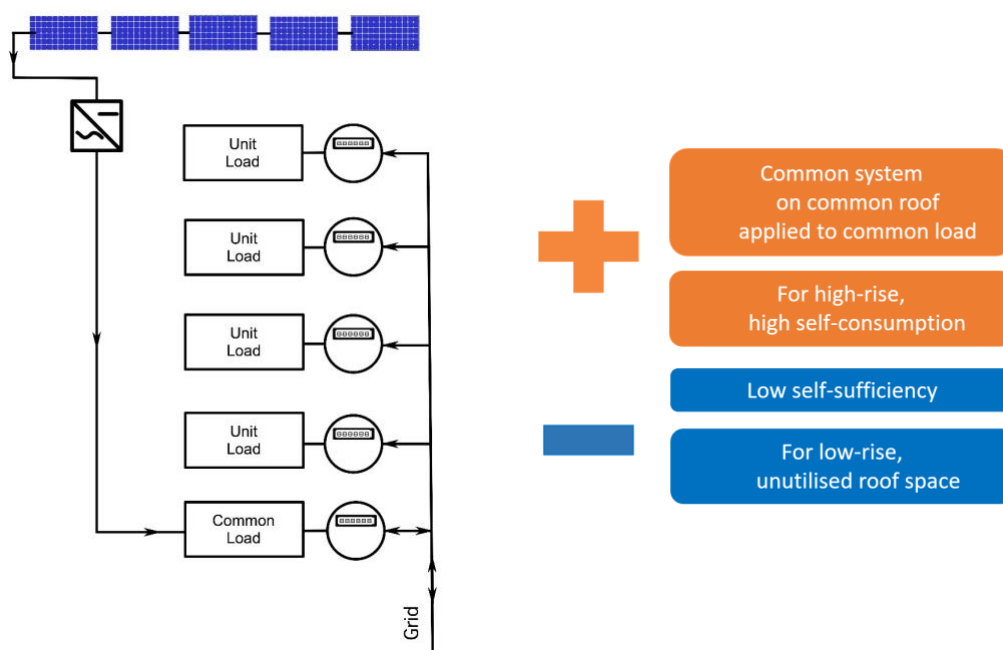 Unit
Load
Unit
Load
Unit
Load
Unit
Load
Common
Load
Grid
Common system
on common roof
applied to common load
For high-rise,
high self-consumption
Low self-sufficiency
For low-rise,
unutilised roof space